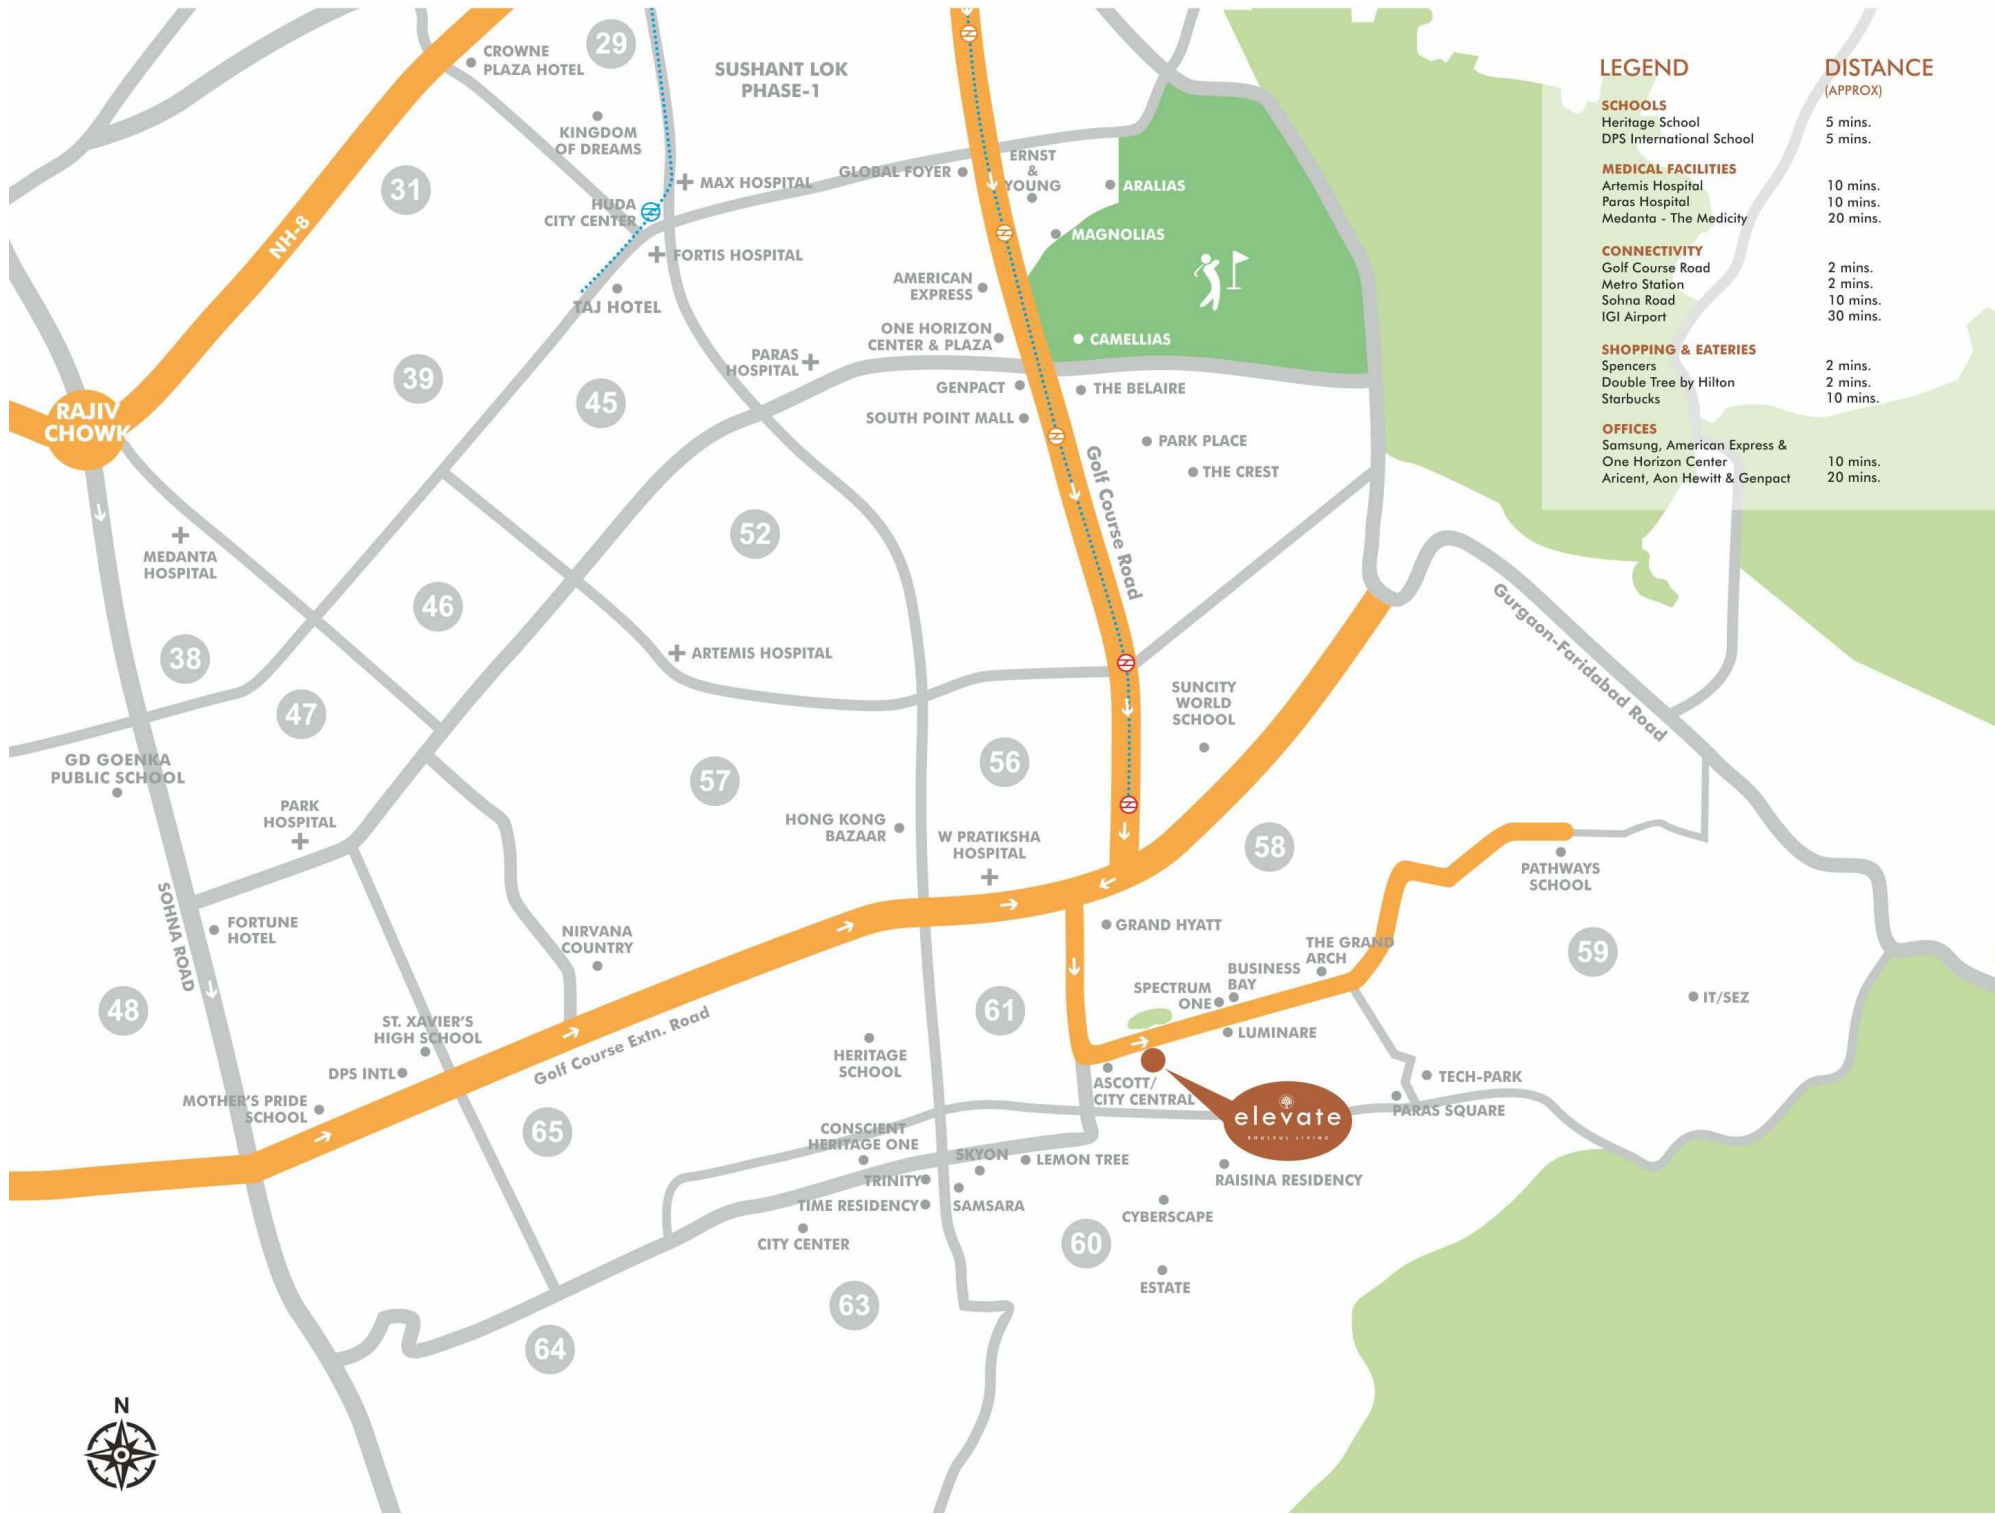 CROWNE
PLAZA HOTEL
29
SUSHANT LOK
PHASE-1
KINGDOM
OF DREAMS
31
NH-8
MAX HOSPITAL
HUDA
CITY CENTER
GLOBAL FOYER
ERNST
&
YOUNG
ARALIAS
MAGNOLIAS
FORTIS HOSPITAL
TAJ HOTEL
AMERICAN
EXPRESS
ONE HORIZON
CENTER & PLAZA
CAMELLIAS
PARAS
HOSPITAL
39
45
GENPACT
THE BELAIRE
SOUTH POINT MALL
PARK PLACE
THE CREST
RAJIV
CHOWK
Golf Course Road
LEGEND
DISTANCE
(APPROX)
SCHOOLS
Heritage School 5 mins.
DPS International School 5 mins.
MEDICAL FACILITIES
Artemis Hospital 10 mins.
Paras Hospital 10 mins.
Medanta - The Medicity 20 mins.
CONNECTIVITY
Golf Course Road 2 mins.
Metro Station 2 mins.
Sohna Road 10 mins.
IGI Airport 30 mins.
SHOPPING & EATERIES
Spencers 2 mins.
Double Tree by Hilton 2 mins.
Starbucks 10 mins.
OFFICES
Samsung, American Express &
One Horizon Center 10 mins.
Aricent, Aon Hewitt & Genpact 20 mins.
MEDANTA
HOSPITAL
52
46
38
ARTEMIS HOSPITAL
Gurgaon-Faridabad Road
47
SUNCITY
WORLD
SCHOOL
GD GOENKA
PUBLIC SCHOOL
57
56
PARK
HOSPITAL
HONG KONG
BAZAAR
W PRATIKSHA
HOSPITAL
58
PATHWAYS
SCHOOL
SOHNA ROAD
FORTUNE
HOTEL
NIRVANA
COUNTRY
GRAND HYATT
THE GRAND
ARCH
59
BUSINESS
BAY
SPECTRUM
ONE
IT/SEZ
48
ST. XAVIER'S
HIGH SCHOOL
Golf Course Extn. Road
61
LUMINARE
HERITAGE
SCHOOL
DPS INTL
ASCOTT/
CITY CENTRAL
TECH-PARK
PARAS SQUARE
MOTHER'S PRIDE
SCHOOL
65
elevate
SOULFUL LIVING
CONSCIENT
HERITAGE ONE
SKYON
LEMON TREE
TRINITY
RAISINA RESIDENCY
TIME RESIDENCY
SAMSARA
CYBERSCAPE
CITY CENTER
60
ESTATE
63
64
N